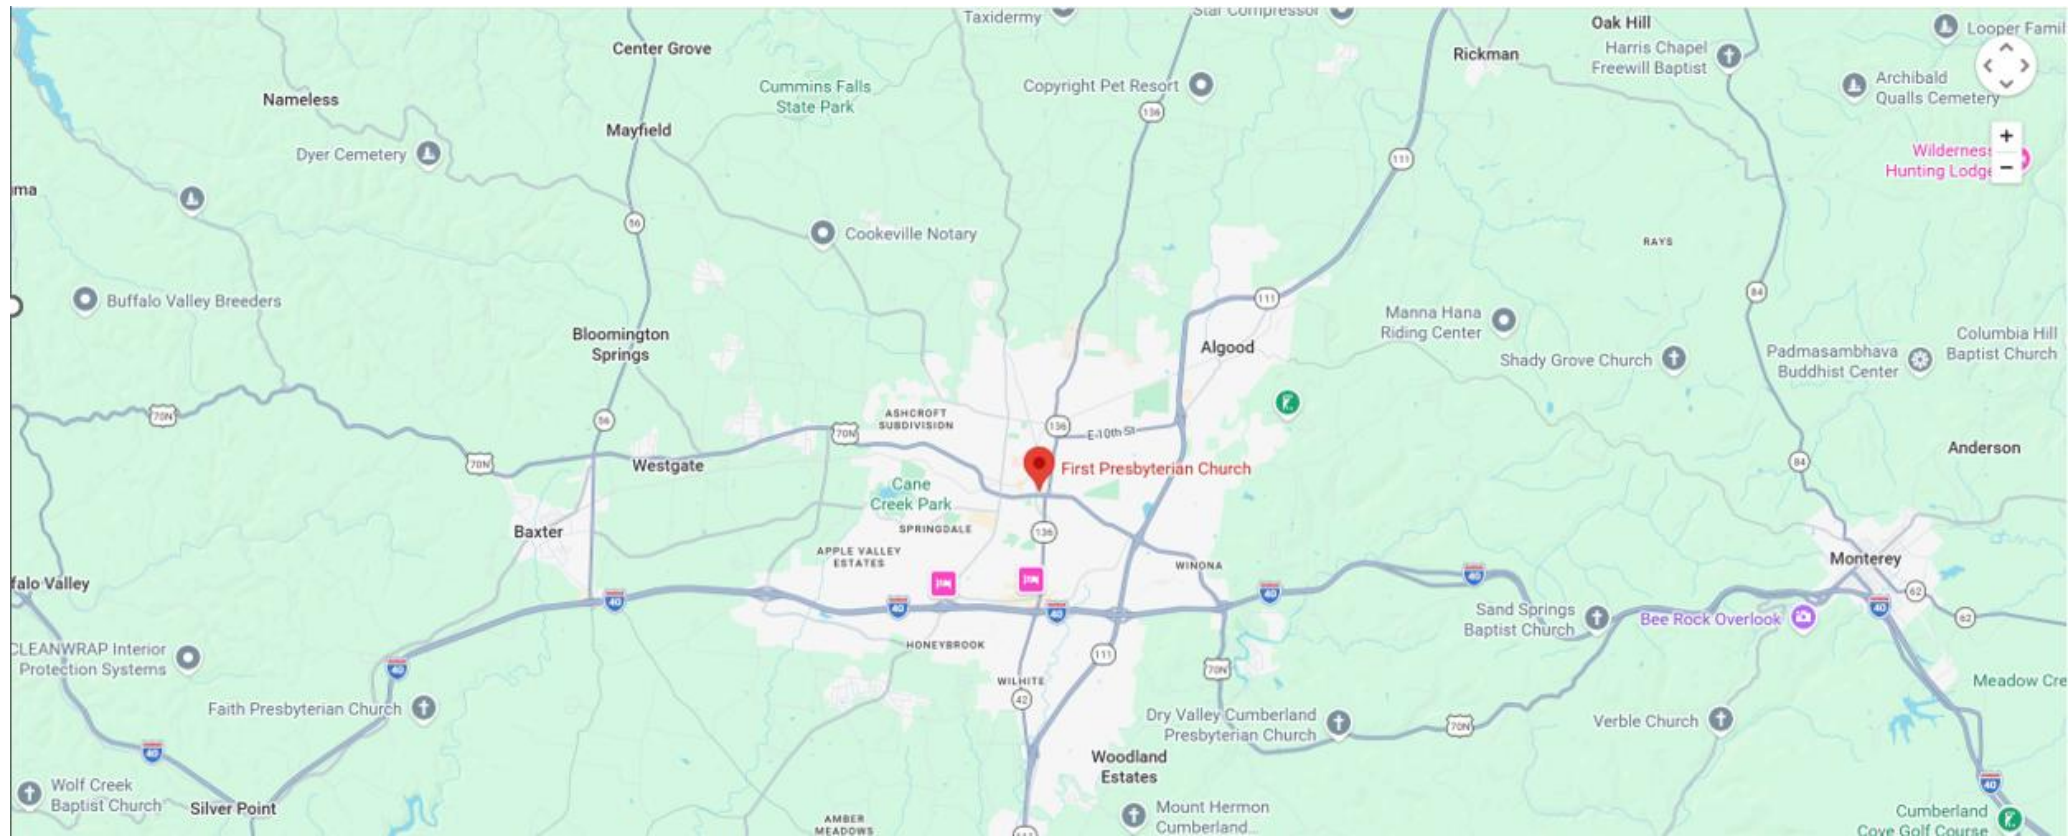 Taxidermy
Star Compressor
Oak Hill
Looper Famil
Center Grove
Rickman
Harris Chapel
Freewill Baptist
Cummins Falls
State Park
Copyright Pet Resort
Archibald
Qualls Cemetery
Nameless
136
Mayfield
+
−
Dyer Cemetery
111
Wilderness
Hunting Lodge
ma
56
Cookeville Notary
RAYS
Buffalo Valley Breeders
111
84
Manna Hana
Riding Center
Bloomington
Springs
Algood
Columbia Hill
Baptist Church
Shady Grove Church
Padmasambhava
Buddhist Center
70N
56
ASHCROFT
SUBDIVISION
70N
136
E 10th St
Anderson
70N
Westgate
First Presbyterian Church
84
Cane
Creek Park
Baxter
SPRINGDALE
136
APPLE VALLEY
ESTATES
WINONA
Monterey
falo Valley
40
40
40
40
40
62
40
62
Sand Springs
Baptist Church
Bee Rock Overlook
CLEANWRAP Interior
Protection Systems
HONEYBROOK
111
40
70N
WILHITE
42
Meadow Cre
Faith Presbyterian Church
Dry Valley Cumberland
Presbyterian Church
70N
Verble Church
40
Woodland
Estates
40
Wolf Creek
Baptist Church
Silver Point
AMBER
MEADOWS
Mount Hermon
Cumberland...
111
Cumberland
Cove Golf Course